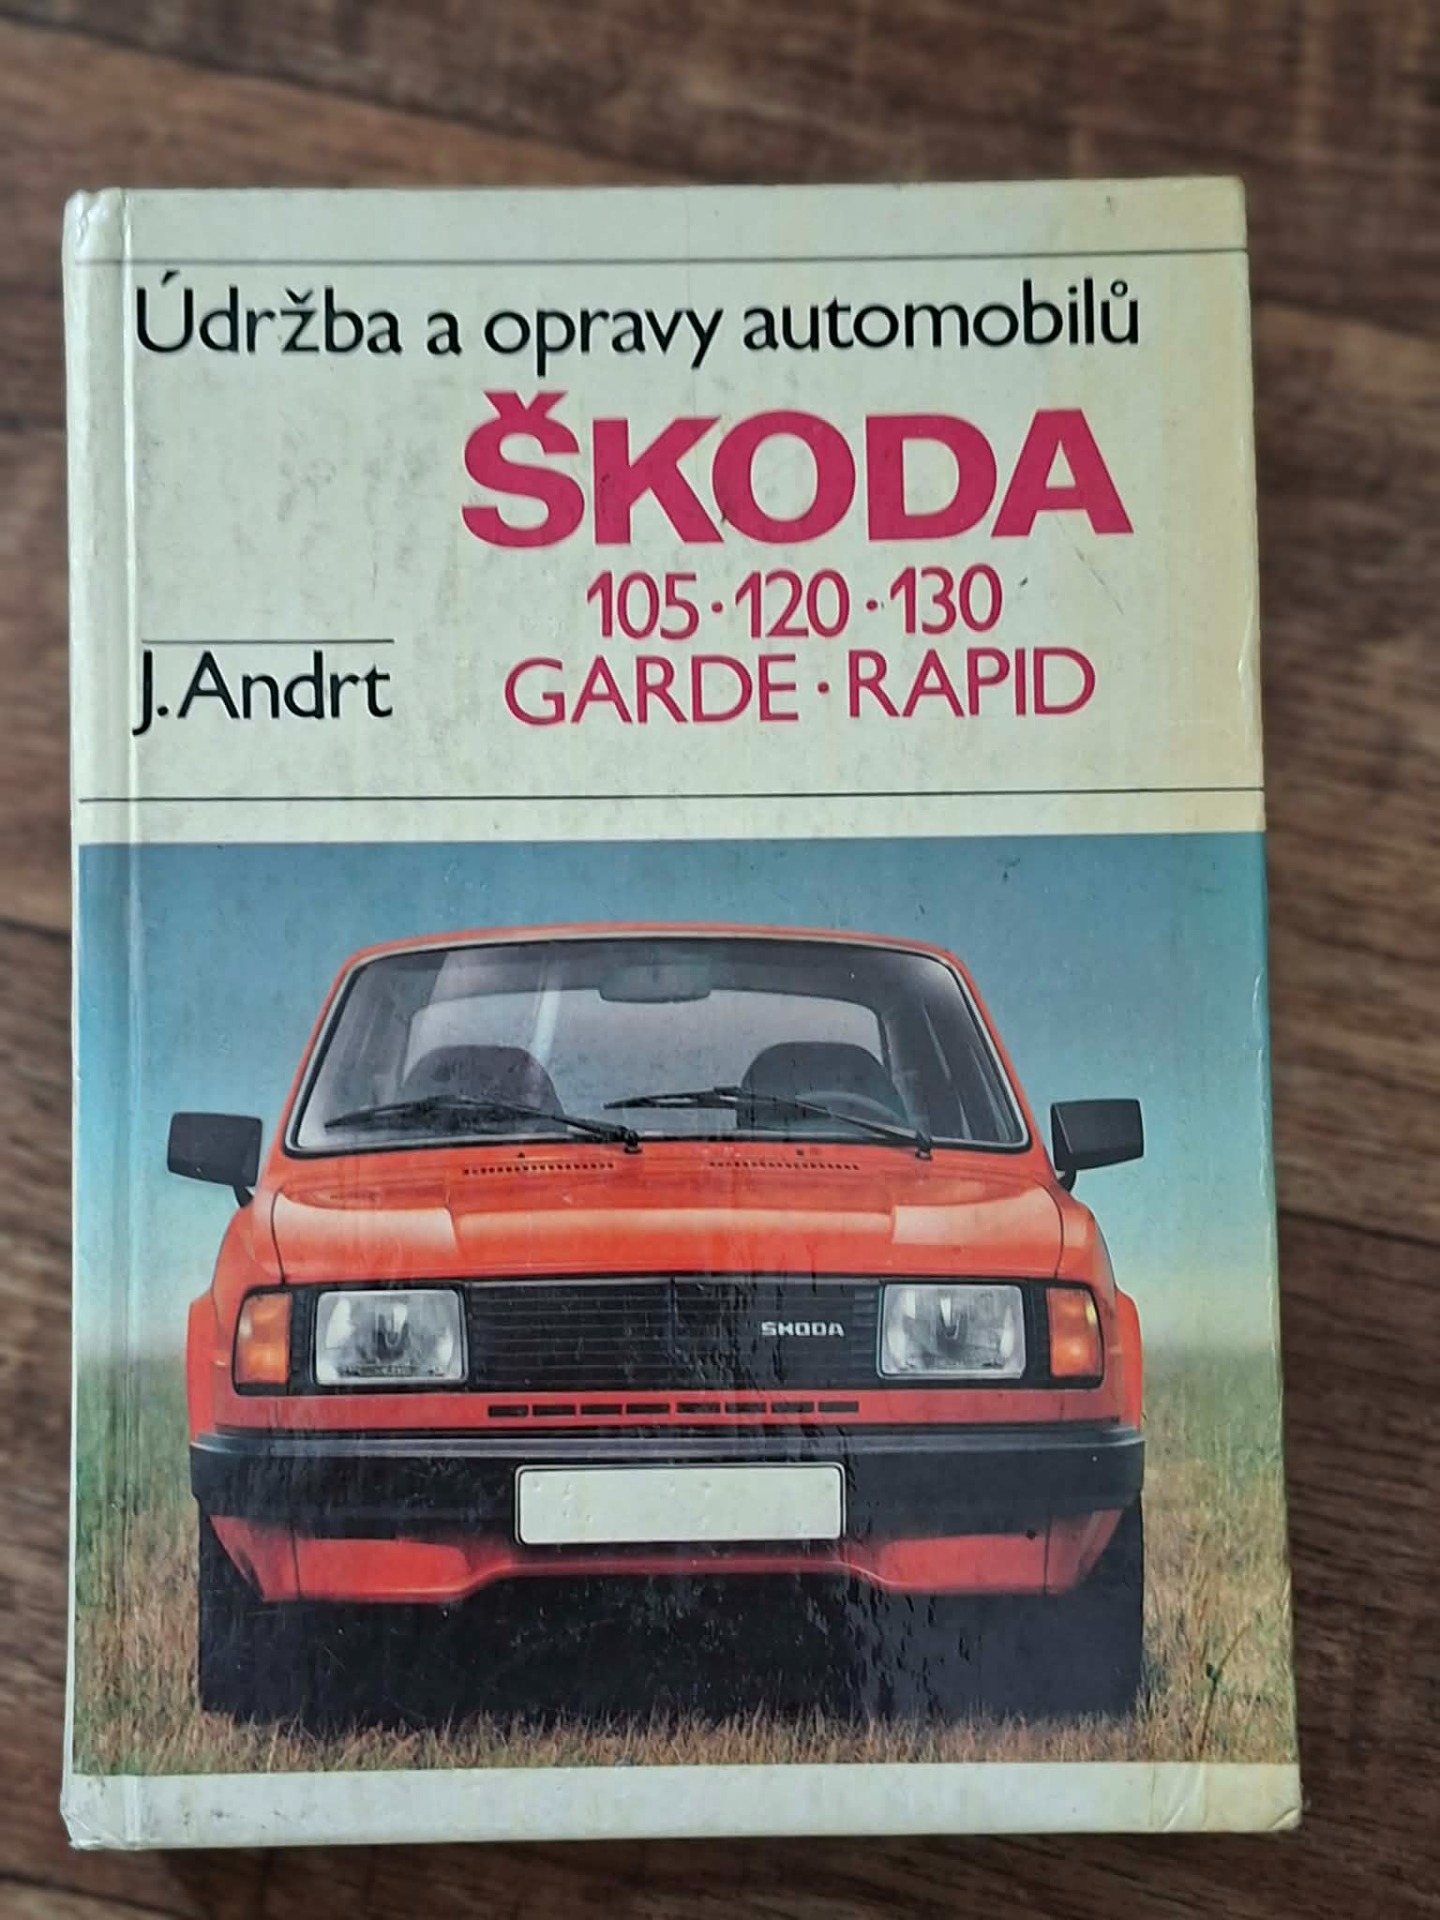 Údržba a opravy automobilů
ŠKODA
105·120·130
GARDE·RAPID
J. Andrt
ŠKODA